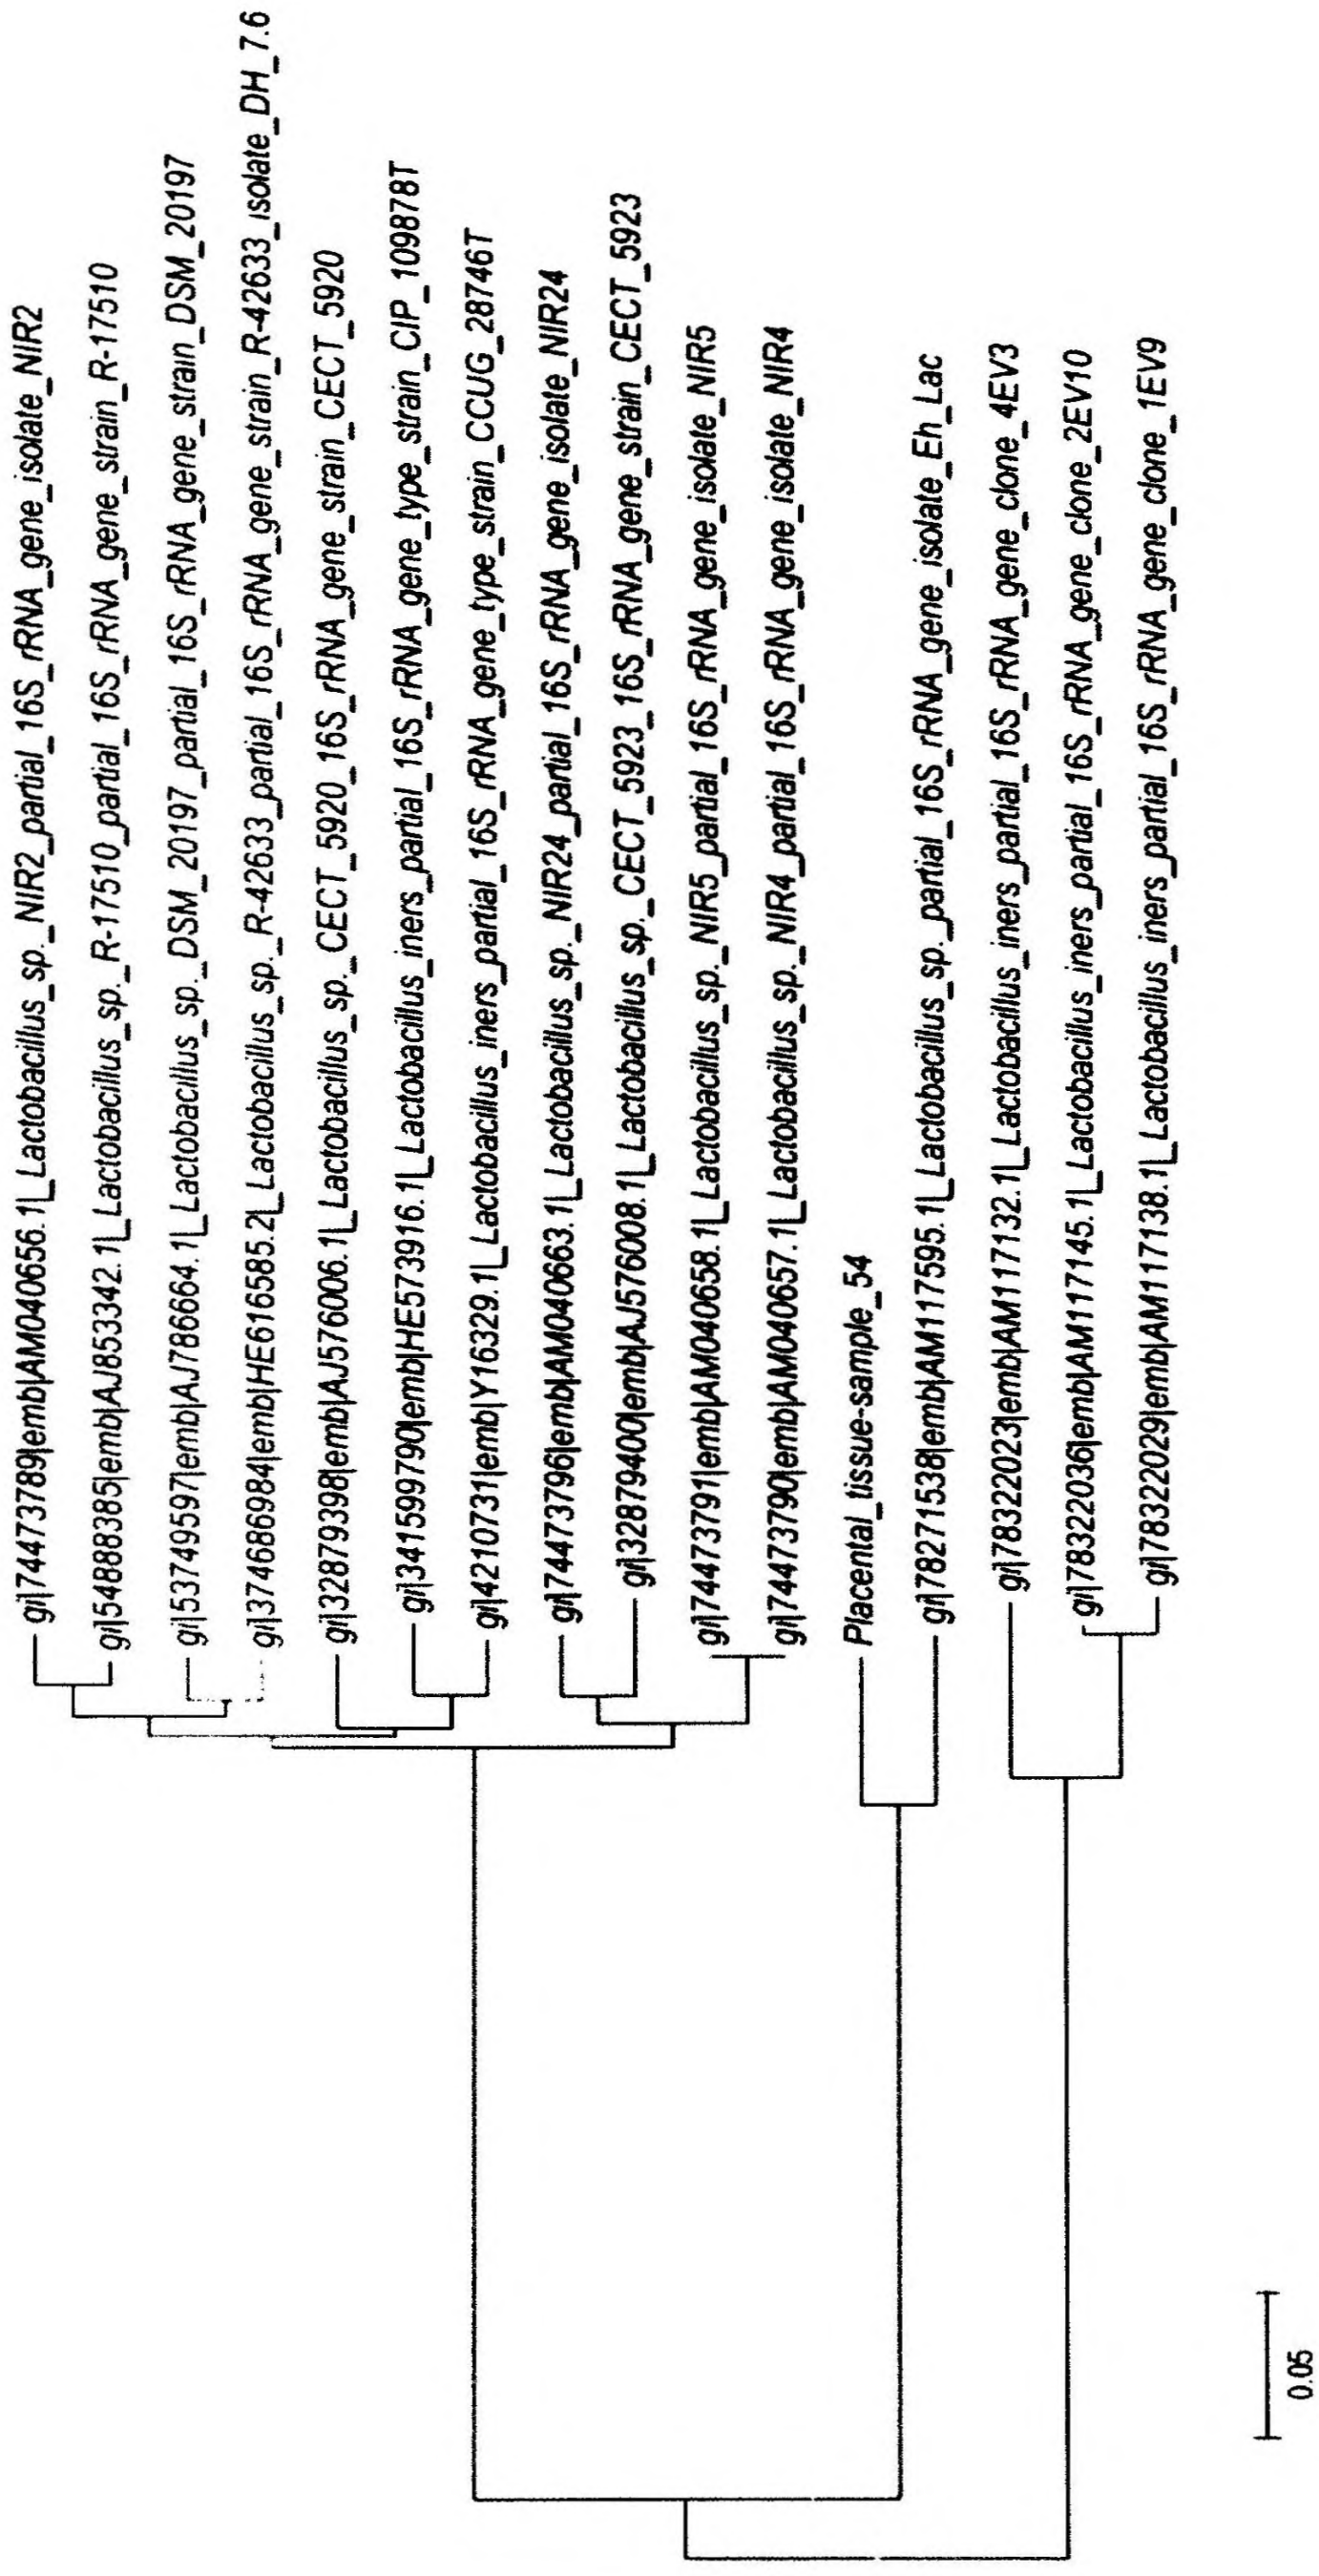 gi|74473789|emb|AM040656.1|_Lactobacillus_sp._NIR2_partial_16S_rRNA_gene_isolate_NIR2
gi|54888385|emb|AJ853342.1|_Lactobacillus_sp._R-17510_partial_16S_rRNA_gene_strain_R-17510
gi|53749597|emb|AJ786664.1|_Lactobacillus_sp._DSM_20197_partial_16S_rRNA_gene_strain_DSM_20197
gi|374686984|emb|HE616585.2|_Lactobacillus_sp._R-42633_partial_16S_rRNA_gene_strain_R-42633_isolate_DH_7.6
gi|32879398|emb|AJ576006.1|_Lactobacillus_sp._CECT_5920_16S_rRNA_gene_strain_CECT_5920
gi|341599790|emb|HE573916.1|_Lactobacillus_iners_partial_16S_rRNA_gene_type_strain_CIP_109878T
gi|4210731|emb|Y16329.1|_Lactobacillus_iners_partial_16S_rRNA_gene_type_strain_CCUG_28746T
gi|74473796|emb|AM040663.1|_Lactobacillus_sp._NIR24_partial_16S_rRNA_gene_isolate_NIR24
gi|32879400|emb|AJ576008.1|_Lactobacillus_sp._CECT_5923_16S_rRNA_gene_strain_CECT_5923
gi|74473791|emb|AM040658.1|_Lactobacillus_sp._NIR5_partial_16S_rRNA_gene_isolate_NIR5
gi|74473790|emb|AM040657.1|_Lactobacillus_sp._NIR4_partial_16S_rRNA_gene_isolate_NIR4
Placental_tissue-sample_54
gi|78271538|emb|AM117595.1|_Lactobacillus_sp._partial_16S_rRNA_gene_isolate_Eh_Lac
gi|78322023|emb|AM117132.1|_Lactobacillus_iners_partial_16S_rRNA_gene_clone_4EV3
gi|78322036|emb|AM117145.1|_Lactobacillus_iners_partial_16S_rRNA_gene_clone_2EV10
gi|78322029|emb|AM117138.1|_Lactobacillus_iners_partial_16S_rRNA_gene_clone_1EV9
0.05